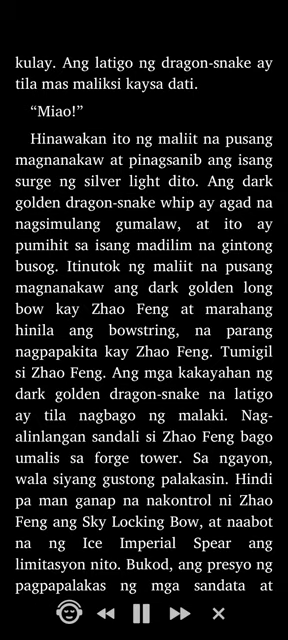 kulay. Ang latigo ng dragon-snake ay
tila mas maliksi kaysa dati.
“Miao!”
Hinawakan ito ng maliit na pusang
magnanakaw at pinagsanib ang isang
surge ng silver light dito. Ang dark
golden dragon-snake whip ay agad na
nagsimulang gumalaw, at ito ay
pumihit sa isang madilim na gintong
busog. Itinutok ng maliit na pusang
magnanakaw ang dark golden long
bow kay Zhao Feng at marahang
hinila ang bowstring, na parang
nagpapakita kay Zhao Feng. Tumigil
si Zhao Feng. Ang mga kakayahan ng
dark golden dragon-snake na latigo
ay tila nagbago ng malaki. Nag-
alinlangan sandali si Zhao Feng bago
umalis sa forge tower. Sa ngayon,
wala siyang gustong palakasin. Hindi
pa man ganap na nakontrol ni Zhao
Feng ang Sky Locking Bow, at naabot
na ng Ice Imperial Spear ang
limitasyon nito. Bukod, ang presyo ng
pagpapalakas ng mga sandata at